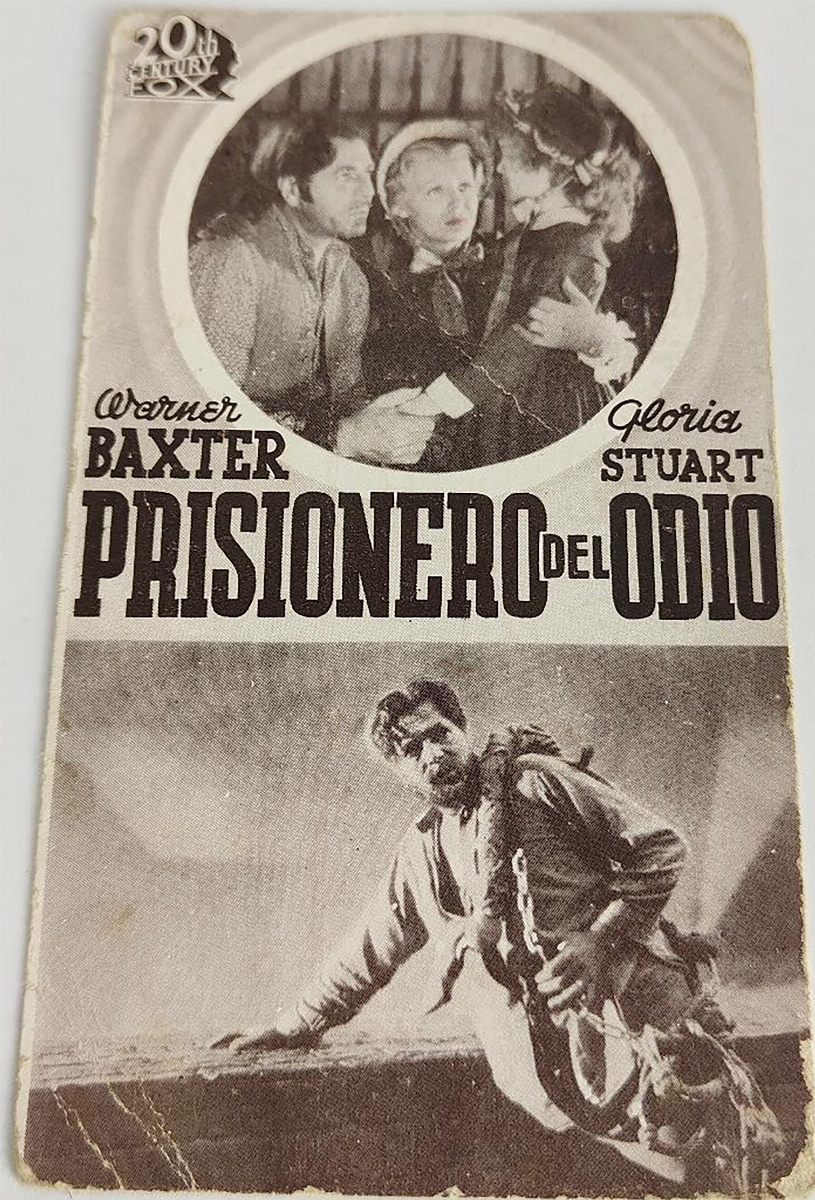 20th
CENTURY
FOX
Warner
BAXTER
Gloria
STUART
PRISIONERO DEL ODIO